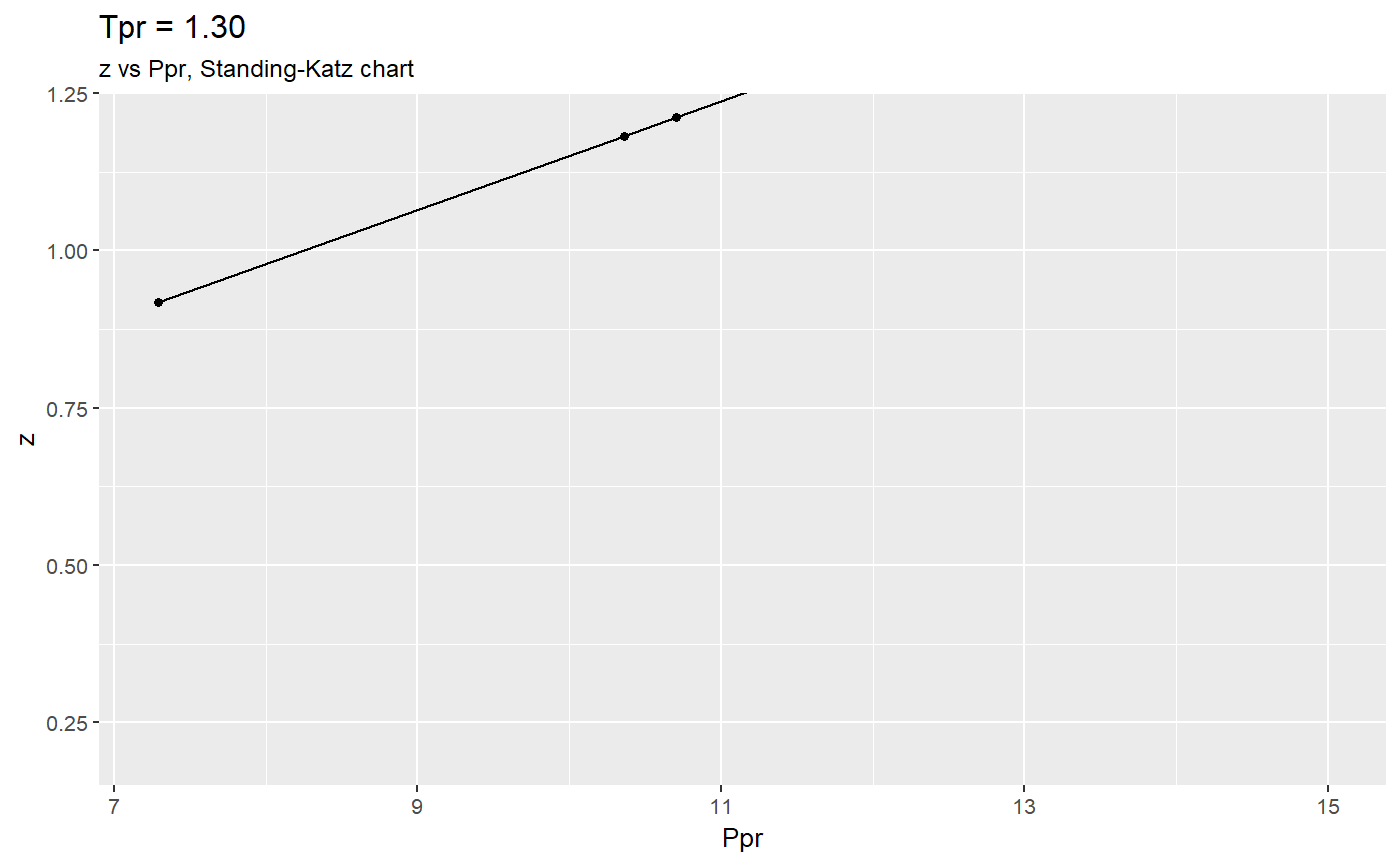 Tpr = 1.30
z vs Ppr, Standing-Katz chart
1.25
1.00
0.75
0.50
0.25
z
7 9 11 13 15
Ppr